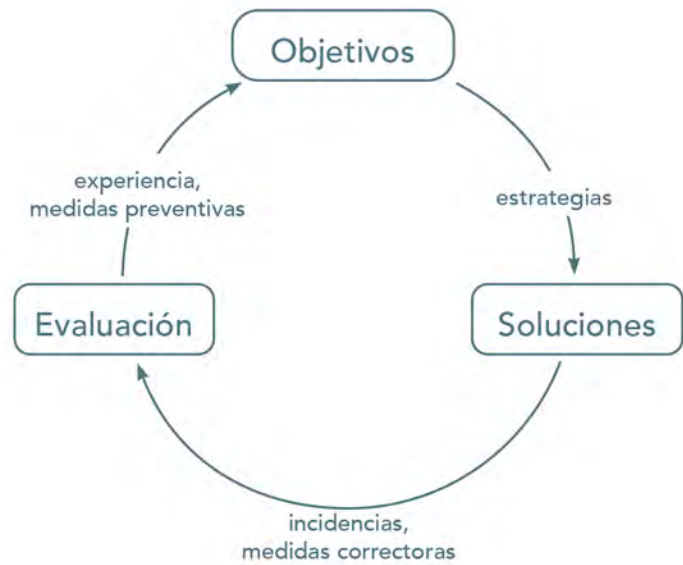 Objetivos
experiencia,
medidas preventivas
estrategias
Evaluación
Soluciones
incidencias,
medidas correctoras